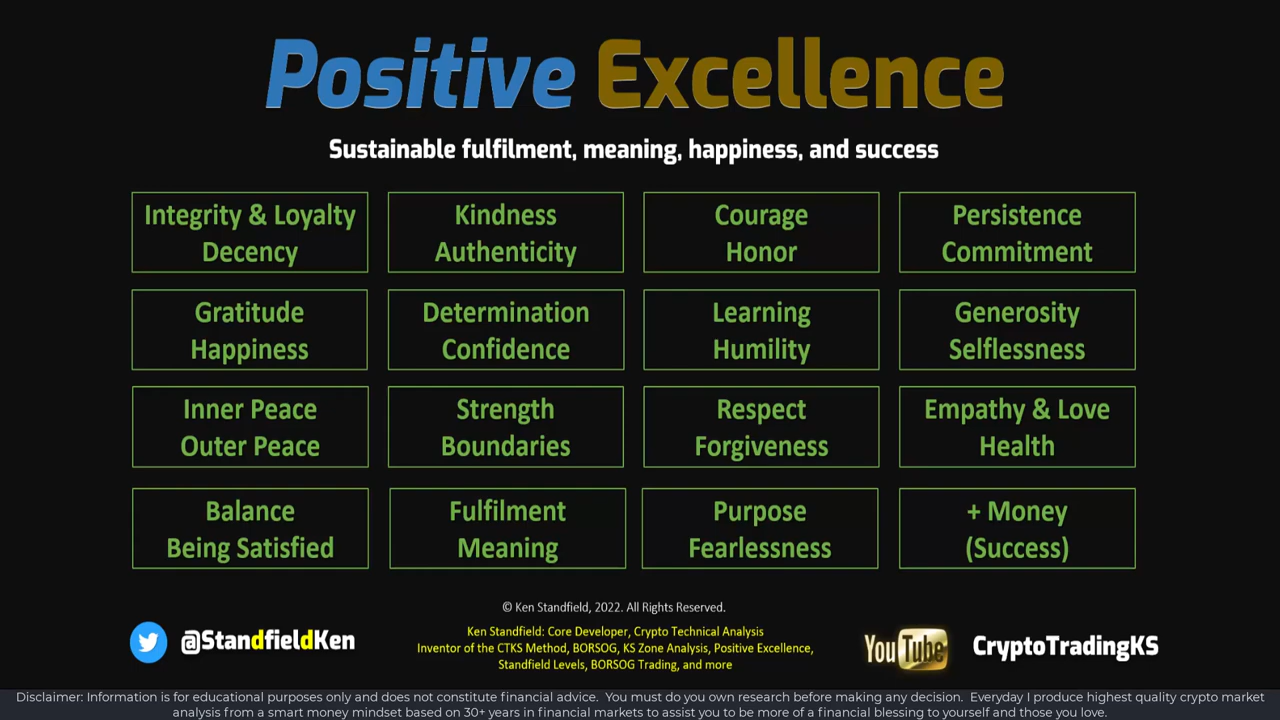 Positive Excellence
Sustainable fulfilment, meaning, happiness, and success
Integrity & Loyalty
Decency
Kindness
Authenticity
Courage
Honor
Persistence
Commitment
Gratitude
Happiness
Determination
Confidence
Learning
Humility
Generosity
Selflessness
Inner Peace
Outer Peace
Strength
Boundaries
Respect
Forgiveness
Empathy & Love
Health
Balance
Being Satisfied
Fulfilment
Meaning
Purpose
Fearlessness
+ Money
(Success)
© Ken Standfield, 2022. All Rights Reserved.
@StandfieldKen
Ken Standfield: Core Developer, Crypto Technical Analysis
Inventor of the CTKS Method, BORSOG, KS Zone Analysis, Positive Excellence,
Standfield Levels, BORSOG Trading, and more
YouTube
CryptoTradingKS
Disclaimer: Information is for educational purposes only and does not constitute financial advice. You must do you own research before making any decision. Everyday I produce highest quality crypto market
analysis from a smart money mindset based on 30+ years in financial markets to assist you to be more of a financial blessing to yourself and those you love.